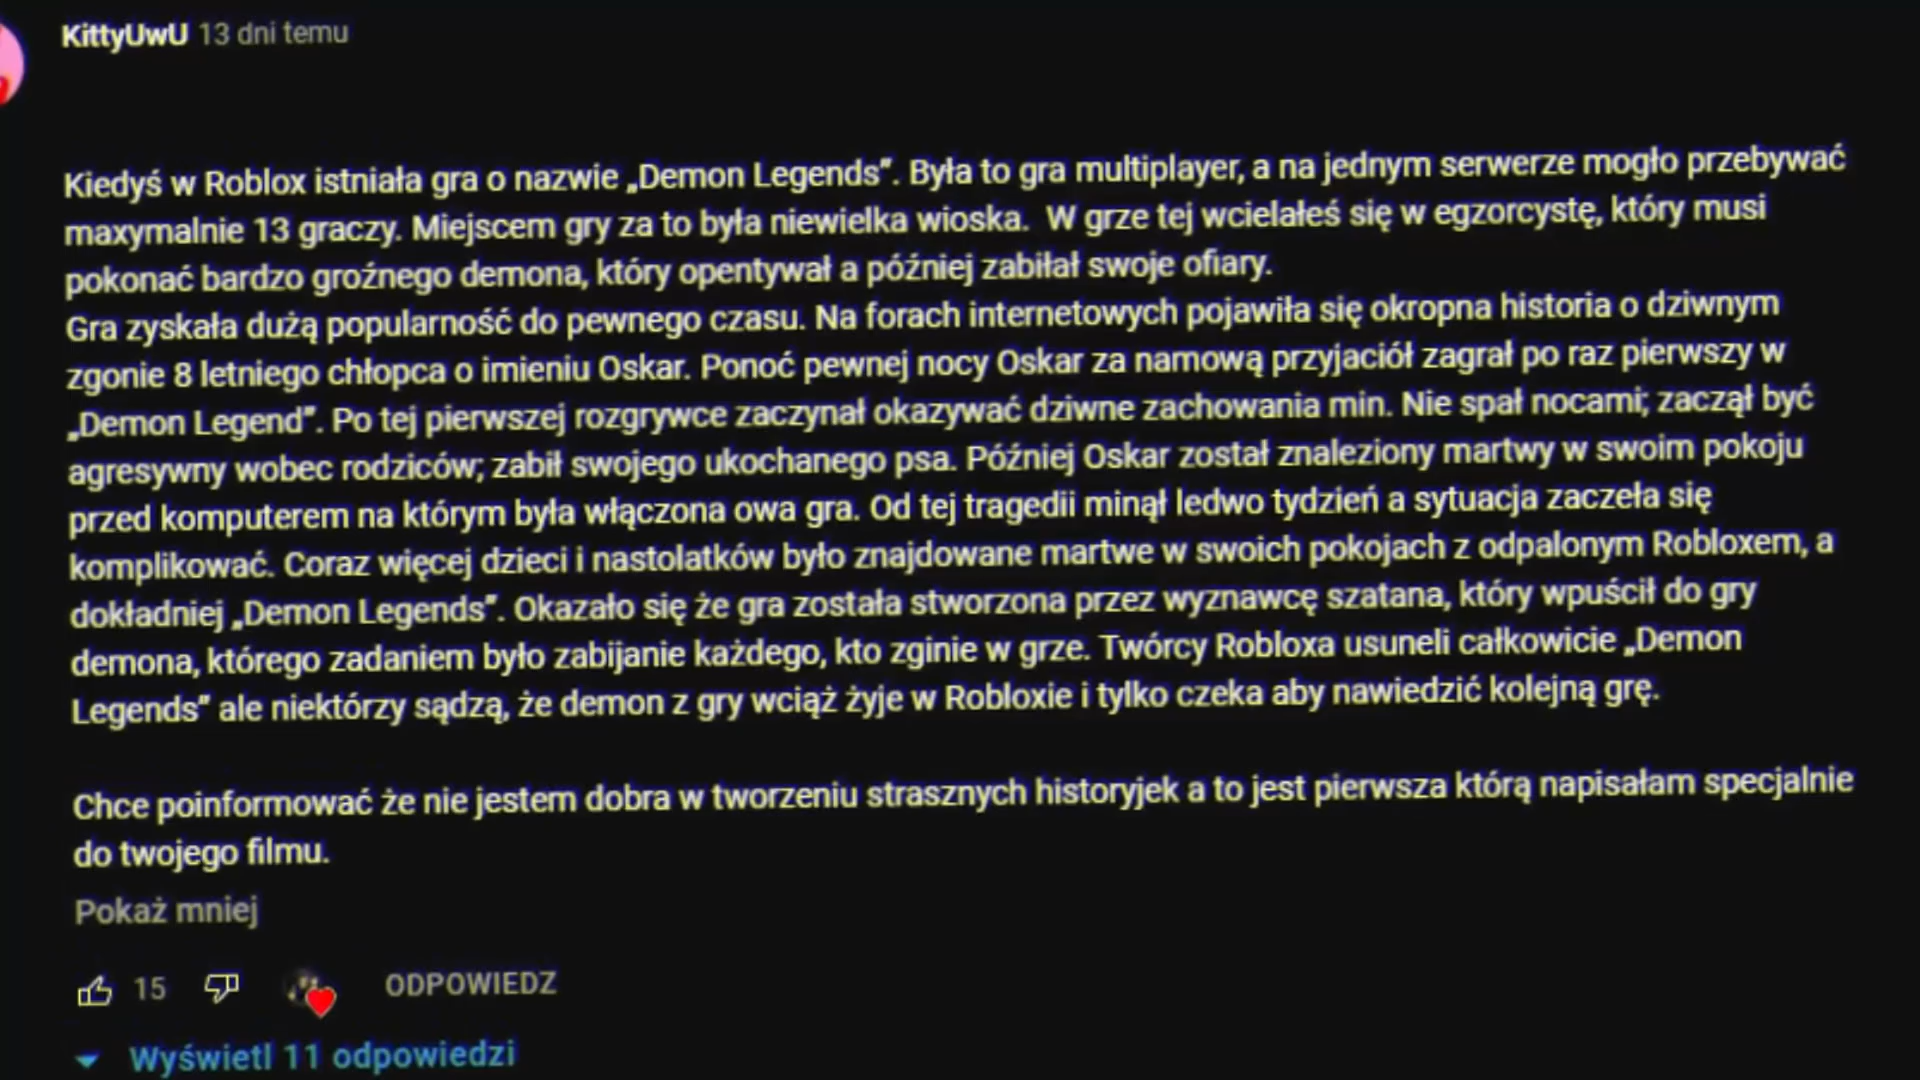 KittyUwU 13 dni temu
Kiedyś w Roblox istniała gra o nazwie „Demon Legends”. Była to gra multiplayer, a na jednym serwerze mogło przebywać
maxymalnie 13 graczy. Miejscem gry za to była niewielka wioska. W grze tej wcielałeś się w egzorcystę, który musi
pokonać bardzo groźnego demona, który opentywał a później zabiłał swoje ofiary.
Gra zyskała dużą popularność do pewnego czasu. Na forach internetowych pojawiła się okropna historia o dziwnym
zgonie 8 letniego chłopca o imieniu Oskar. Ponoć pewnej nocy Oskar za namową przyjaciół zagrał po raz pierwszy w
„Demon Legend”. Po tej pierwszej rozgrywce zaczynał okazywać dziwne zachowania min. Nie spał nocami; zaczął być
agresywny wobec rodziców; zabił swojego ukochanego psa. Później Oskar został znaleziony martwy w swoim pokoju
przed komputerem na którym była włączona owa gra. Od tej tragedii minął ledwo tydzień a sytuacja zaczeła się
komplikować. Coraz więcej dzieci i nastolatków było znajdowane martwe w swoich pokojach z odpalonym Robloxem, a
dokładniej „Demon Legends”. Okazało się że gra została stworzona przez wyznawcę szatana, który wpuścił do gry
demona, którego zadaniem było zabijanie każdego, kto zginie w grze. Twórcy Robloxa usuneli całkowicie „Demon
Legends” ale niektórzy sądzą, że demon z gry wciąż żyje w Robloxie i tylko czeka aby nawiedzić kolejną grę.
Chce poinformować że nie jestem dobra w tworzeniu strasznych historyjek a to jest pierwsza którą napisałam specjalnie
do twojego filmu.
Pokaż mniej
15 ODPOWIEDZ
Wyświetl 11 odpowiedzi